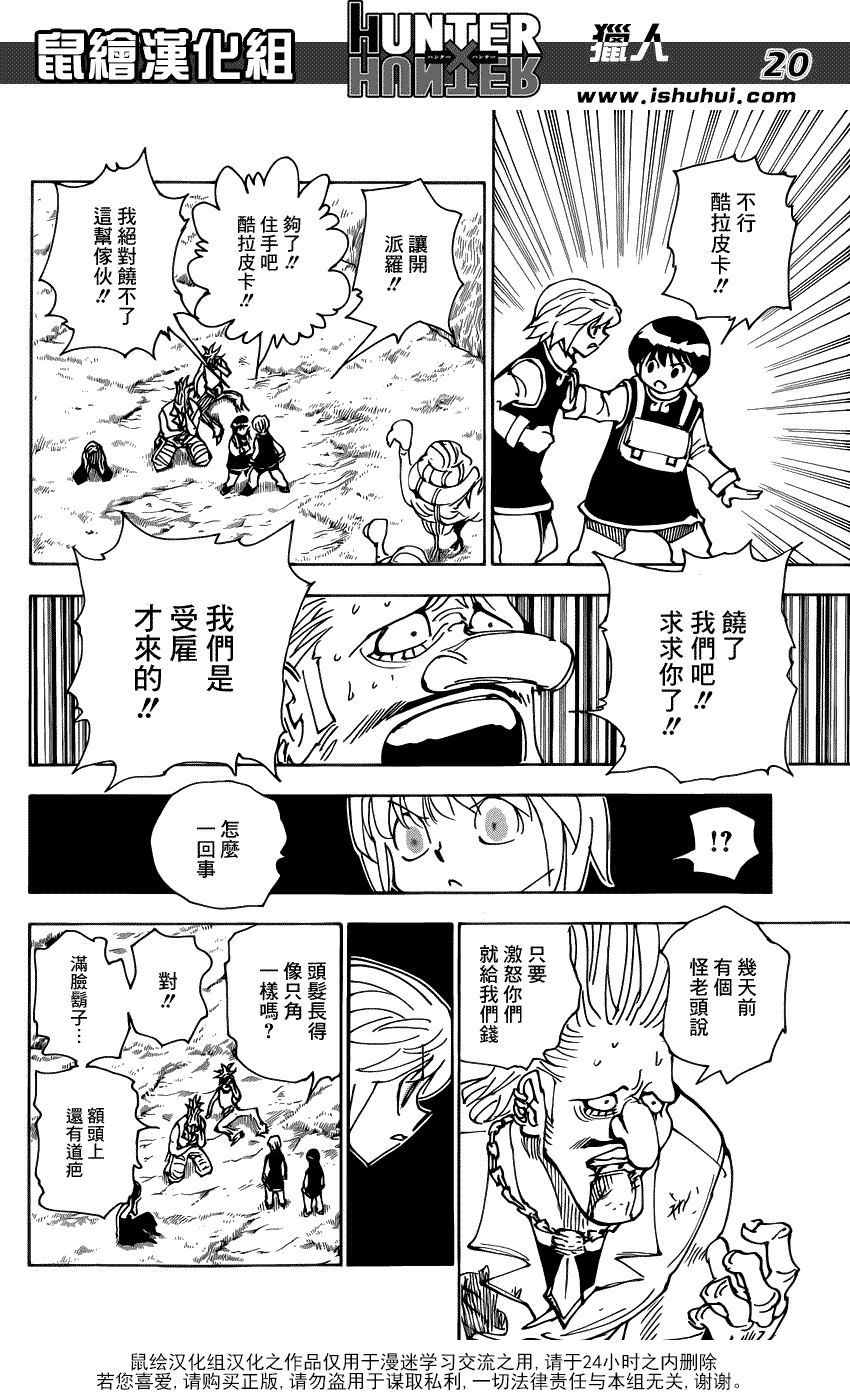 鼠繪漢化組
HUNTER
×
HUNTER
ハンター×ハンター
獵人
20
www.ishuhui.com
不行
酷拉皮卡!!
讓開
派羅!!
夠了!!
住手吧
酷拉皮卡!!
我絕對饒不了
這幫傢伙!!
饒了
我們吧!!
求求你了!!
我們是
受雇
才來的!!
!?
怎麼
一回事
幾天前
有個
怪老頭說
只要
激怒你們
就給我們錢
頭髮長得
像只角
一樣嗎?
對!!
滿臉鬍子…
額頭上
還有道疤
鼠绘汉化组汉化之作品仅用于漫迷学习交流之用,请于24小时之内删除
若您喜爱,请购买正版,请勿盗用于谋取私利,一切法律责任与本组无关,谢谢。